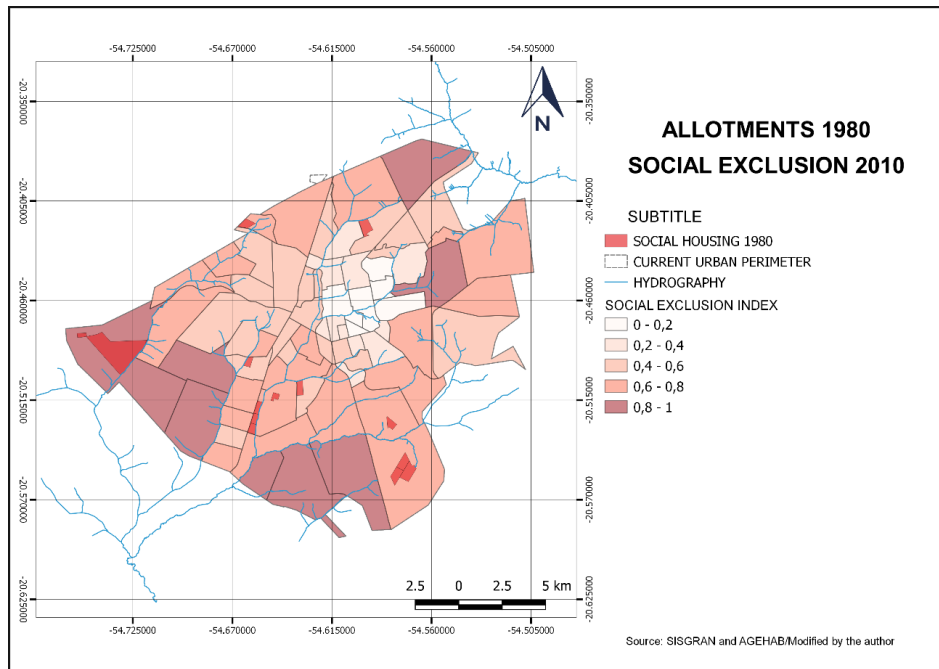 -54.725000 -54.670000 -54.615000 -54.560000 -54.505000
-20.350000 -20.350000
N
ALLOTMENTS 1980
SOCIAL EXCLUSION 2010
-20.405000 -20.405000
SUBTITLE
SOCIAL HOUSING 1980
CURRENT URBAN PERIMETER
HYDROGRAPHY
SOCIAL EXCLUSION INDEX
0 - 0,2
0,2 - 0,4
0,4 - 0,6
0,6 - 0,8
0,8 - 1
-20.460000 -20.460000
-20.515000 -20.515000
-20.570000 -20.570000
2.5 0 2.5 5 km
-20.625000 -20.625000
-54.725000 -54.670000 -54.615000 -54.560000 -54.505000
Source: SISGRAN and AGEHAB/Modified by the author